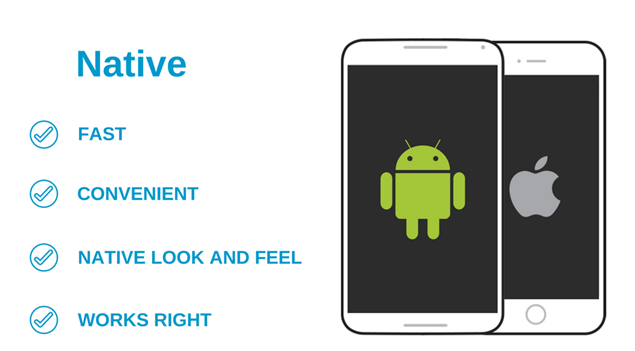 Native
FAST
CONVENIENT
NATIVE LOOK AND FEEL
WORKS RIGHT